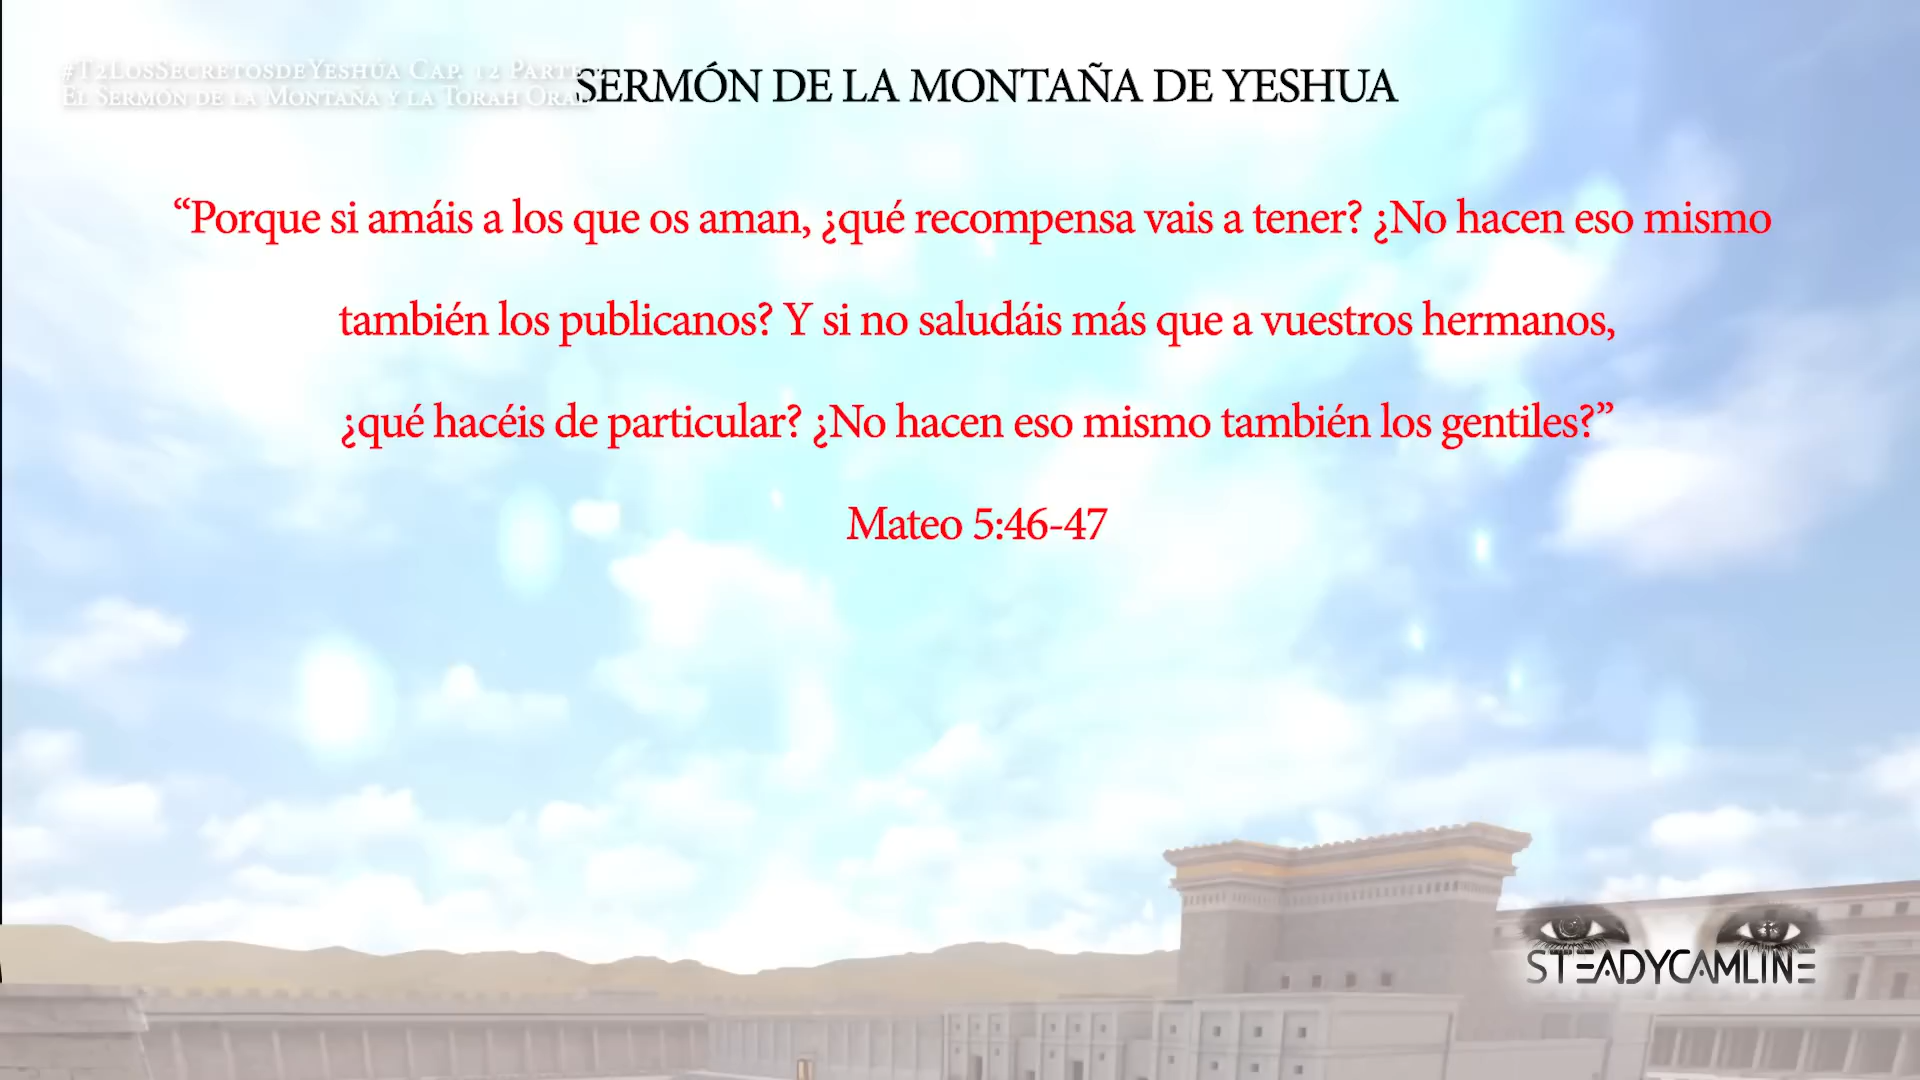 #T2LosSecretosdeYeshúa Cap. 12 Parte
El Sermón de la Montaña y la Torah Oral
SERMÓN DE LA MONTAÑA DE YESHUA
“Porque si amáis a los que os aman, ¿qué recompensa vais a tener? ¿No hacen eso mismo
también los publicanos? Y si no saludáis más que a vuestros hermanos,
¿qué hacéis de particular? ¿No hacen eso mismo también los gentiles?”
Mateo 5:46-47
STEADYCAMLINE